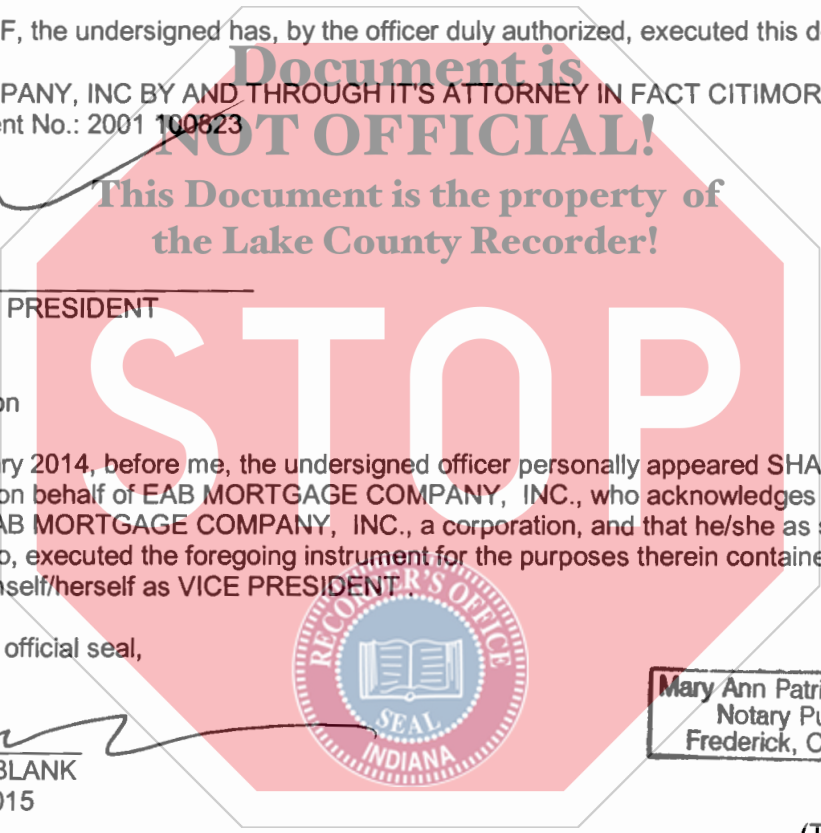 F, the undersigned has, by the officer duly authorized, executed this d
Document is
PANY, INC BY AND THROUGH IT'S ATTORNEY IN FACT CITIMOR
ent No.: 2001 100823
NOT OFFICIAL!
This Document is the property of
the Lake County Recorder!
PRESIDENT
STOP
on
ry 2014, before me, the undersigned officer personally appeared SHA
on behalf of EAB MORTGAGE COMPANY, INC., who acknowledges
AB MORTGAGE COMPANY, INC., a corporation, and that he/she as s
o, executed the foregoing instrument for the purposes therein containe
nself/herself as VICE PRESIDENT .
official seal,
RECORDER'S OFFICE
SEAL
INDIANA
Mary Ann Patri
Notary Pu
Frederick, C
BLANK
015
(T